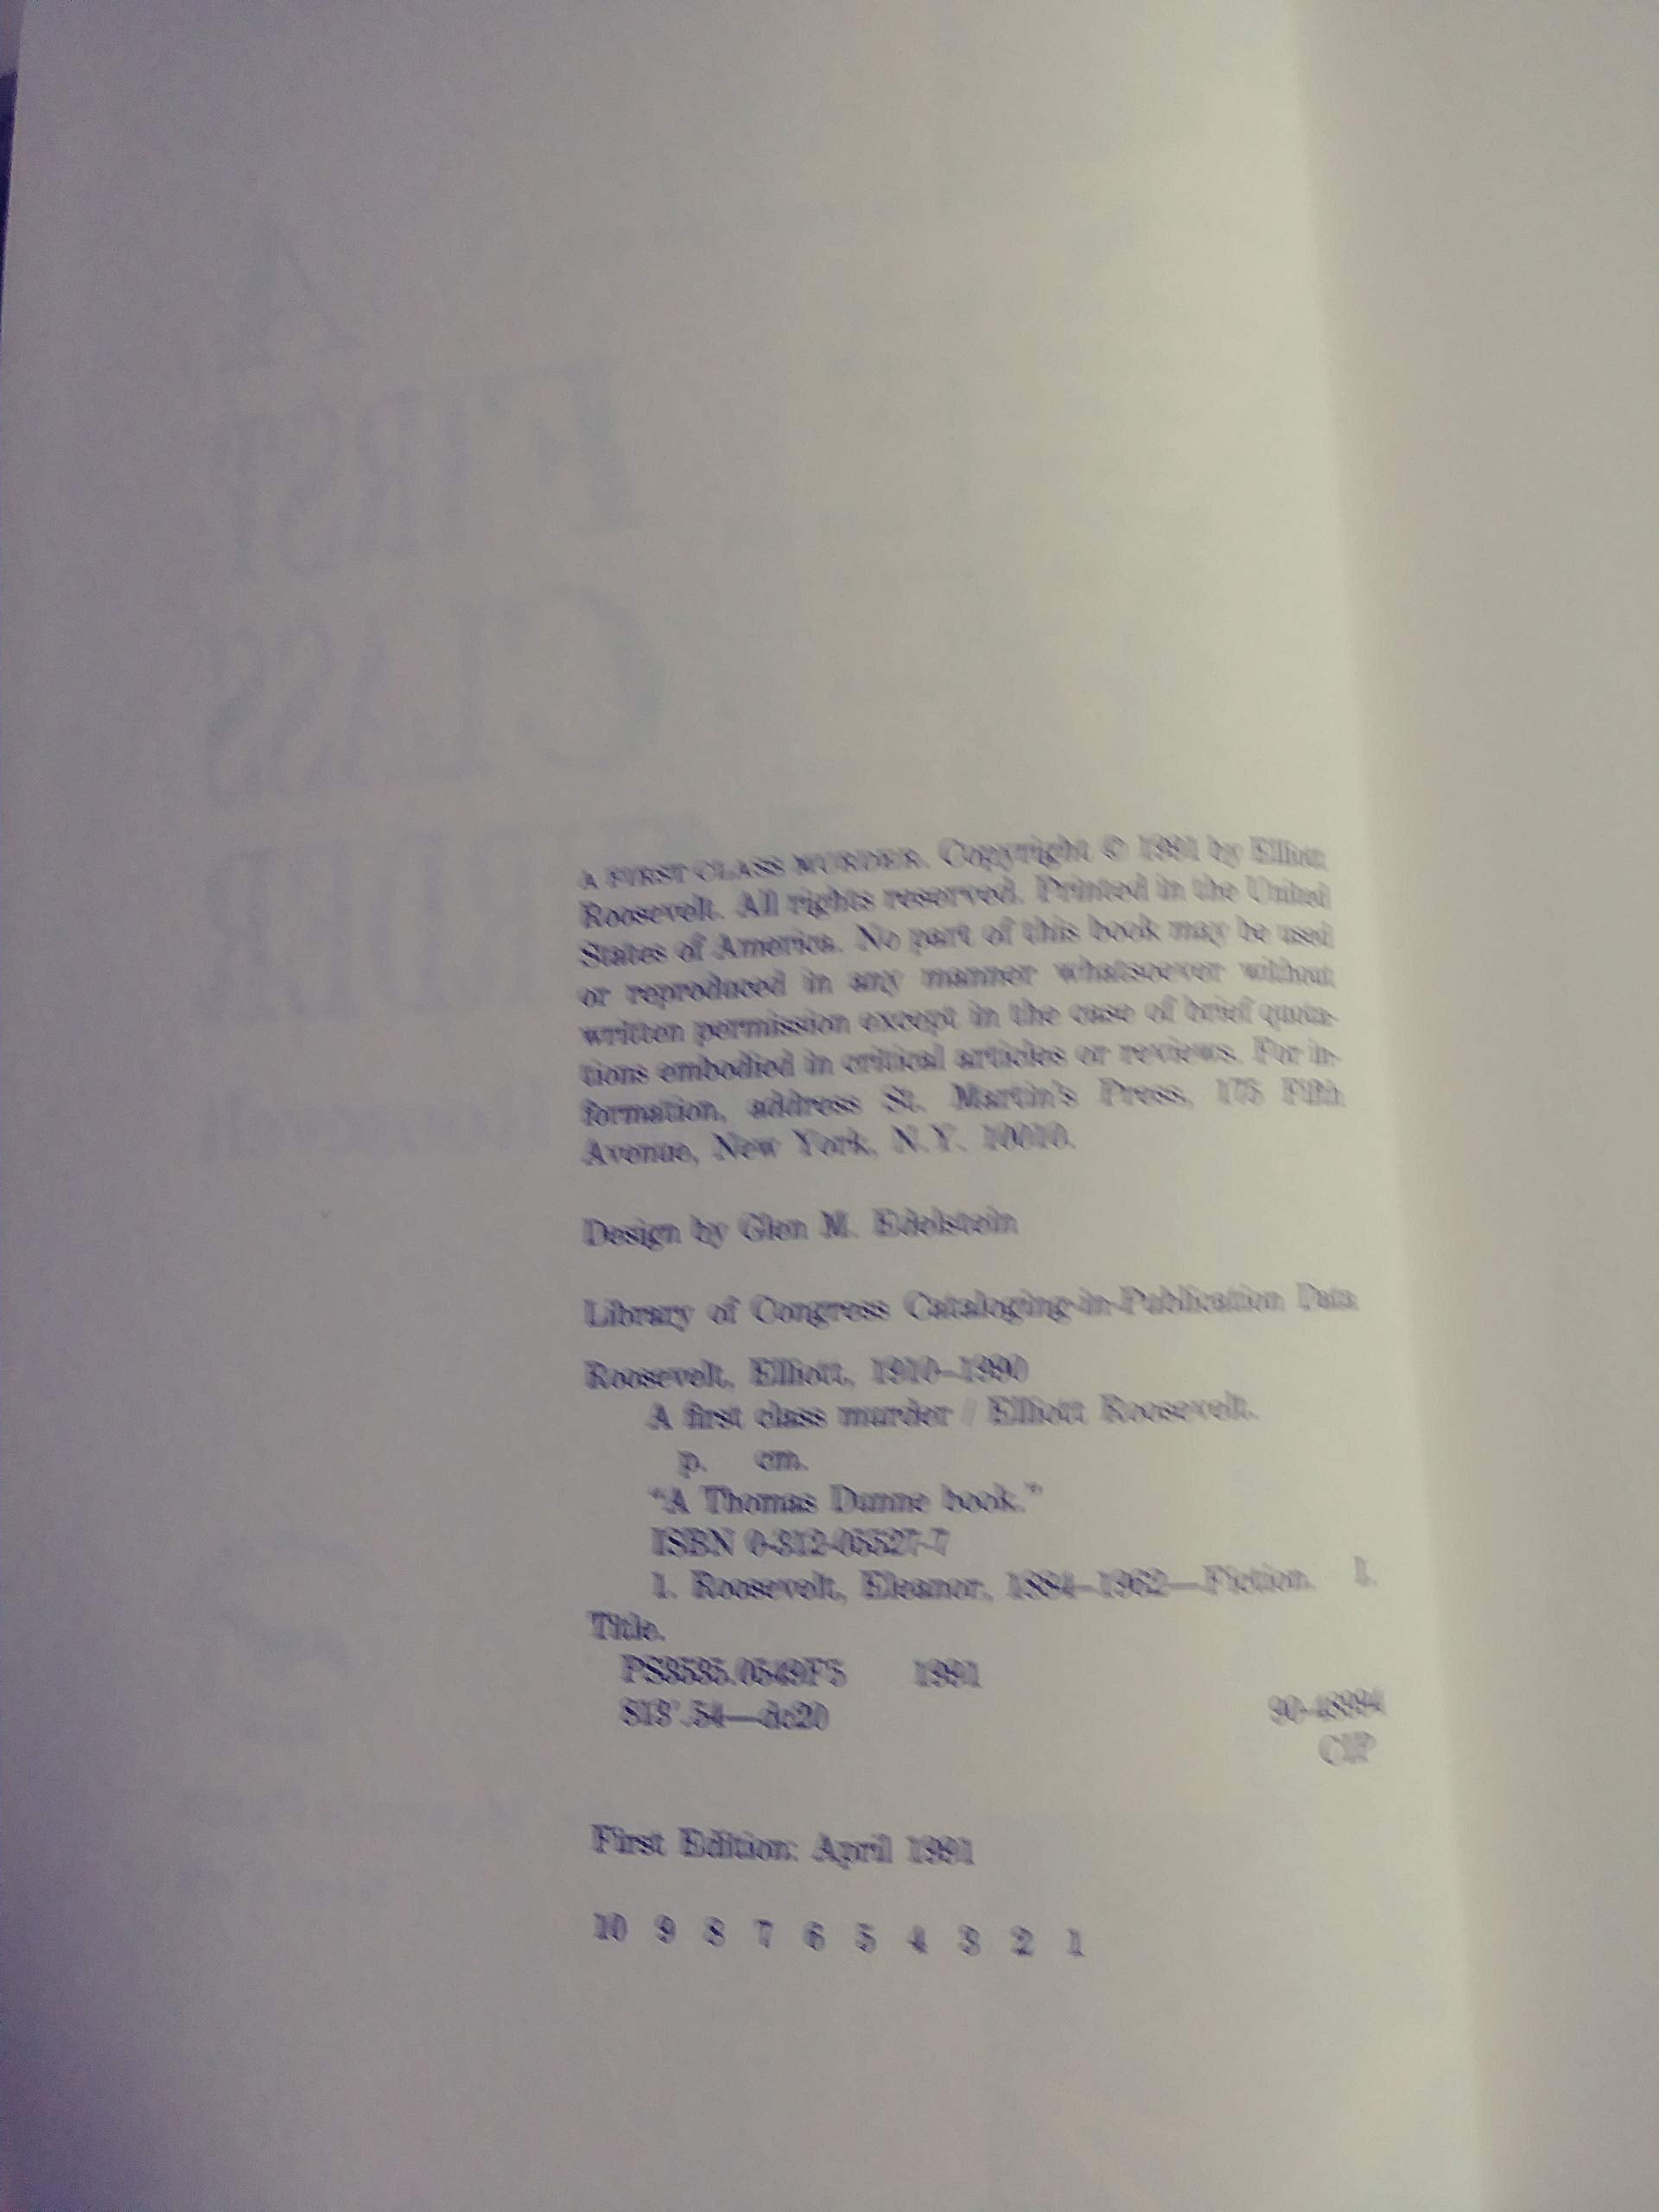 A FIRST CLASS MURDER. Copyright © 1991 by Elliott
Roosevelt. All rights reserved. Printed in the United
States of America. No part of this book may be used
or reproduced in any manner whatsoever without
written permission except in the case of brief quota-
tions embodied in critical articles or reviews. For in-
formation, address St. Martin's Press, 175 Fifth
Avenue, New York, N.Y. 10010.
Design by Glen M. Edelstein
Library of Congress Cataloging-in-Publication Data
Roosevelt, Elliott, 1910–1990
A first class murder / Elliott Roosevelt.
p. cm.
"A Thomas Dunne book."
ISBN 0-312-05527-7
1. Roosevelt, Eleanor, 1884–1962—Fiction. I.
Title.
PS3535.0549F5 1991
813'.54—dc20 90-48994
CIP
First Edition: April 1991
10 9 8 7 6 5 4 3 2 1